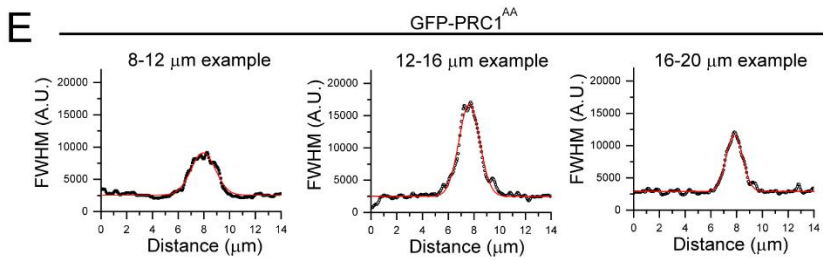 E
GFP-PRC1^AA
8-12 μm example
FWHM (A.U.)
20000
15000
10000
5000
0
0 2 4 6 8 10 12 14
Distance (μm)
12-16 μm example
FWHM (A.U.)
20000
15000
10000
5000
0
0 2 4 6 8 10 12 14
Distance (μm)
16-20 μm example
FWHM (A.U.)
20000
15000
10000
5000
0
0 2 4 6 8 10 12 14
Distance (μm)